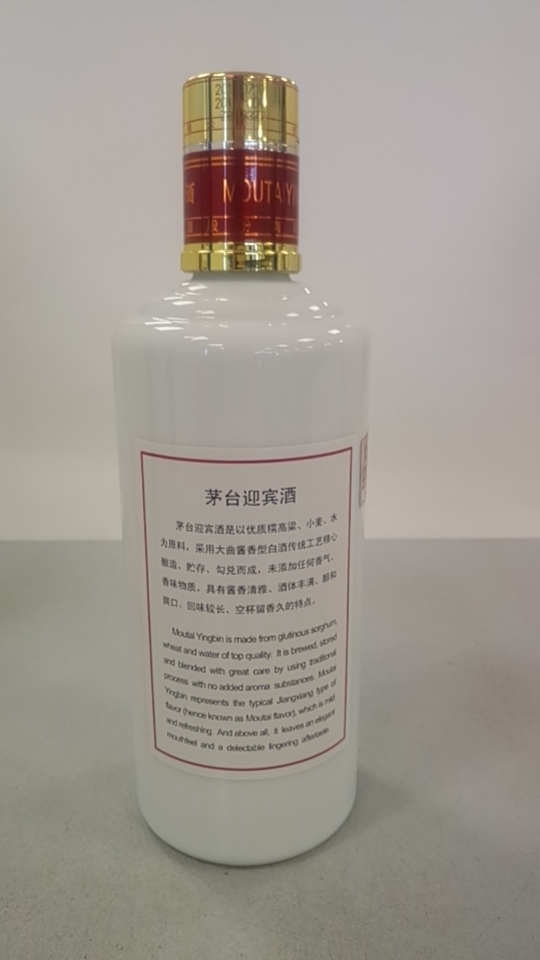 酒 MOUTAI YI
茅台迎宾酒
茅台迎宾酒是以优质糯高粱、小麦、水
为原料，采用大曲酱香型白酒传统工艺精心
酿造、贮存、勾兑而成，未添加任何香气、
香味物质，具有酱香清雅、酒体丰满、醇和
爽口、回味较长、空杯留香久的特点。
Moutai Yingbin is made from glutinous sorghum,
wheat and water of top quality. It is brewed, stored
and blended with great care by using traditional
process with no added aroma substances. Moutai
Yingbin represents the typical Jiangxiang type of
flavor (hence known as Moutai flavor), which is mild
and refreshing. And above all, it leaves an elegant
mouthfeel and a delectable lingering aftertaste.